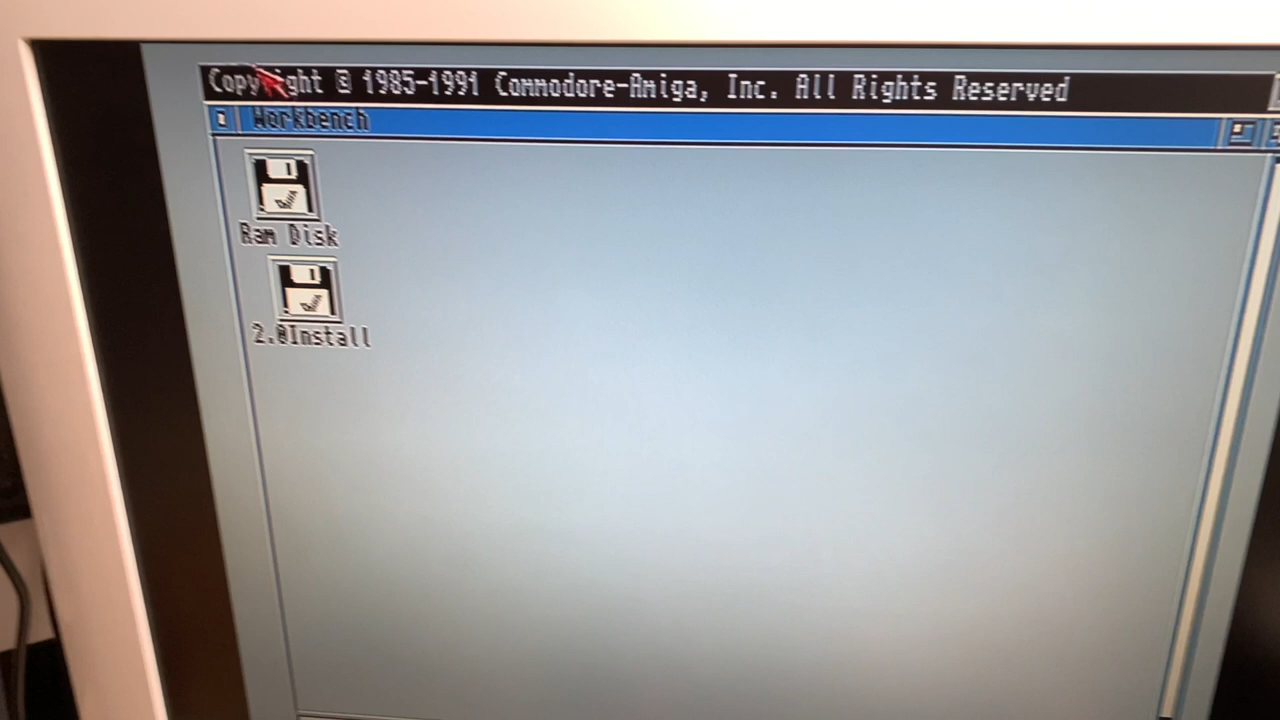 Copyright © 1985-1991 Commodore-Amiga, Inc. All Rights Reserved
Workbench
Ram Disk
2.0Install